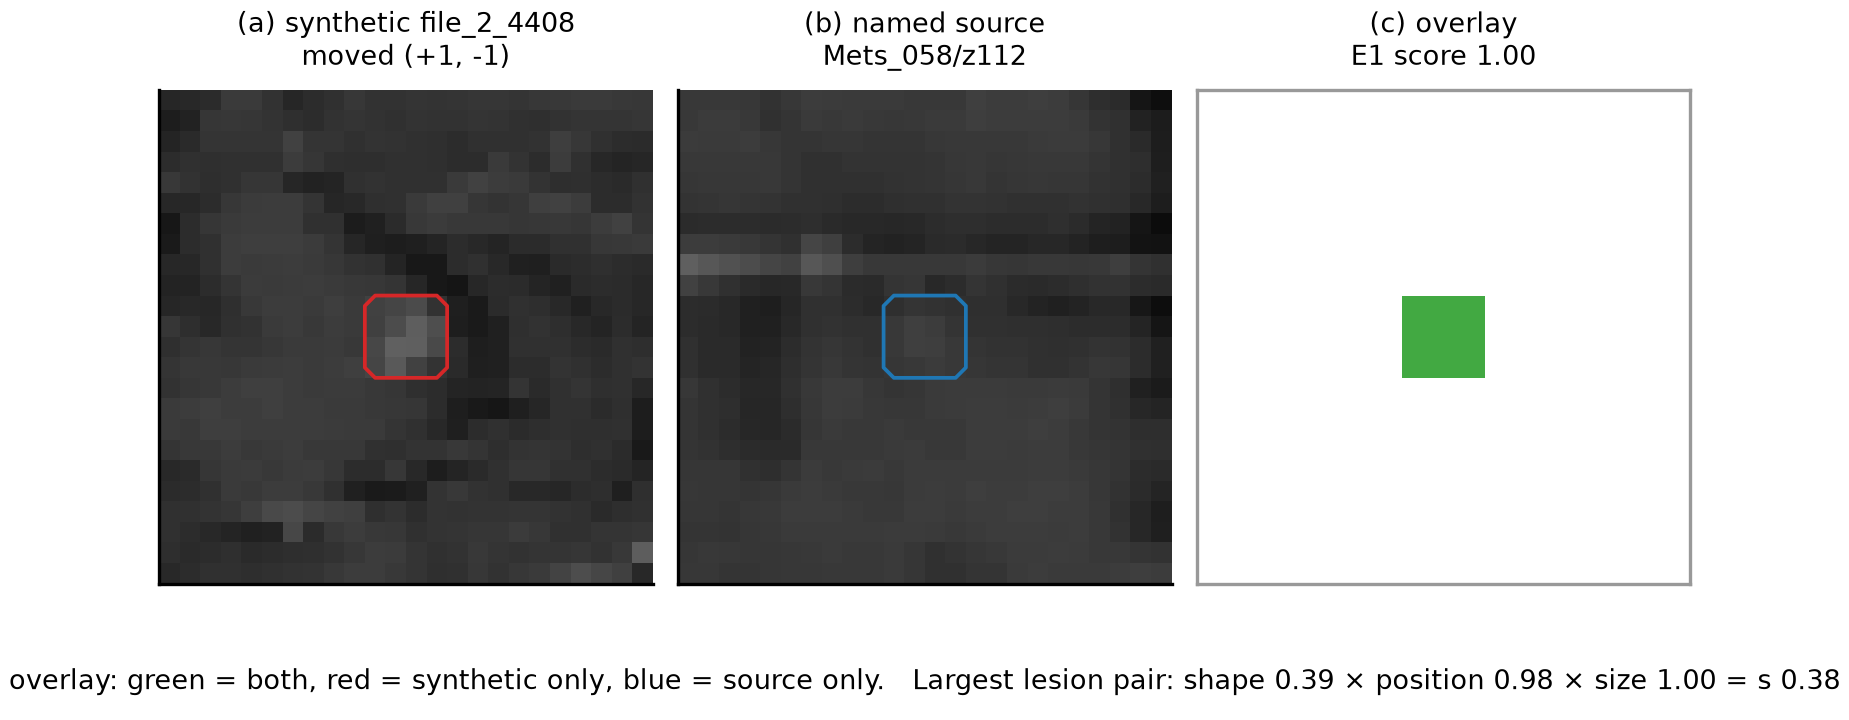 (a) synthetic file_2_4408
moved (+1, -1)
(b) named source
Mets_058/z112
(c) overlay
E1 score 1.00
overlay: green = both, red = synthetic only, blue = source only.   Largest lesion pair: shape 0.39 × position 0.98 × size 1.00 = s 0.38